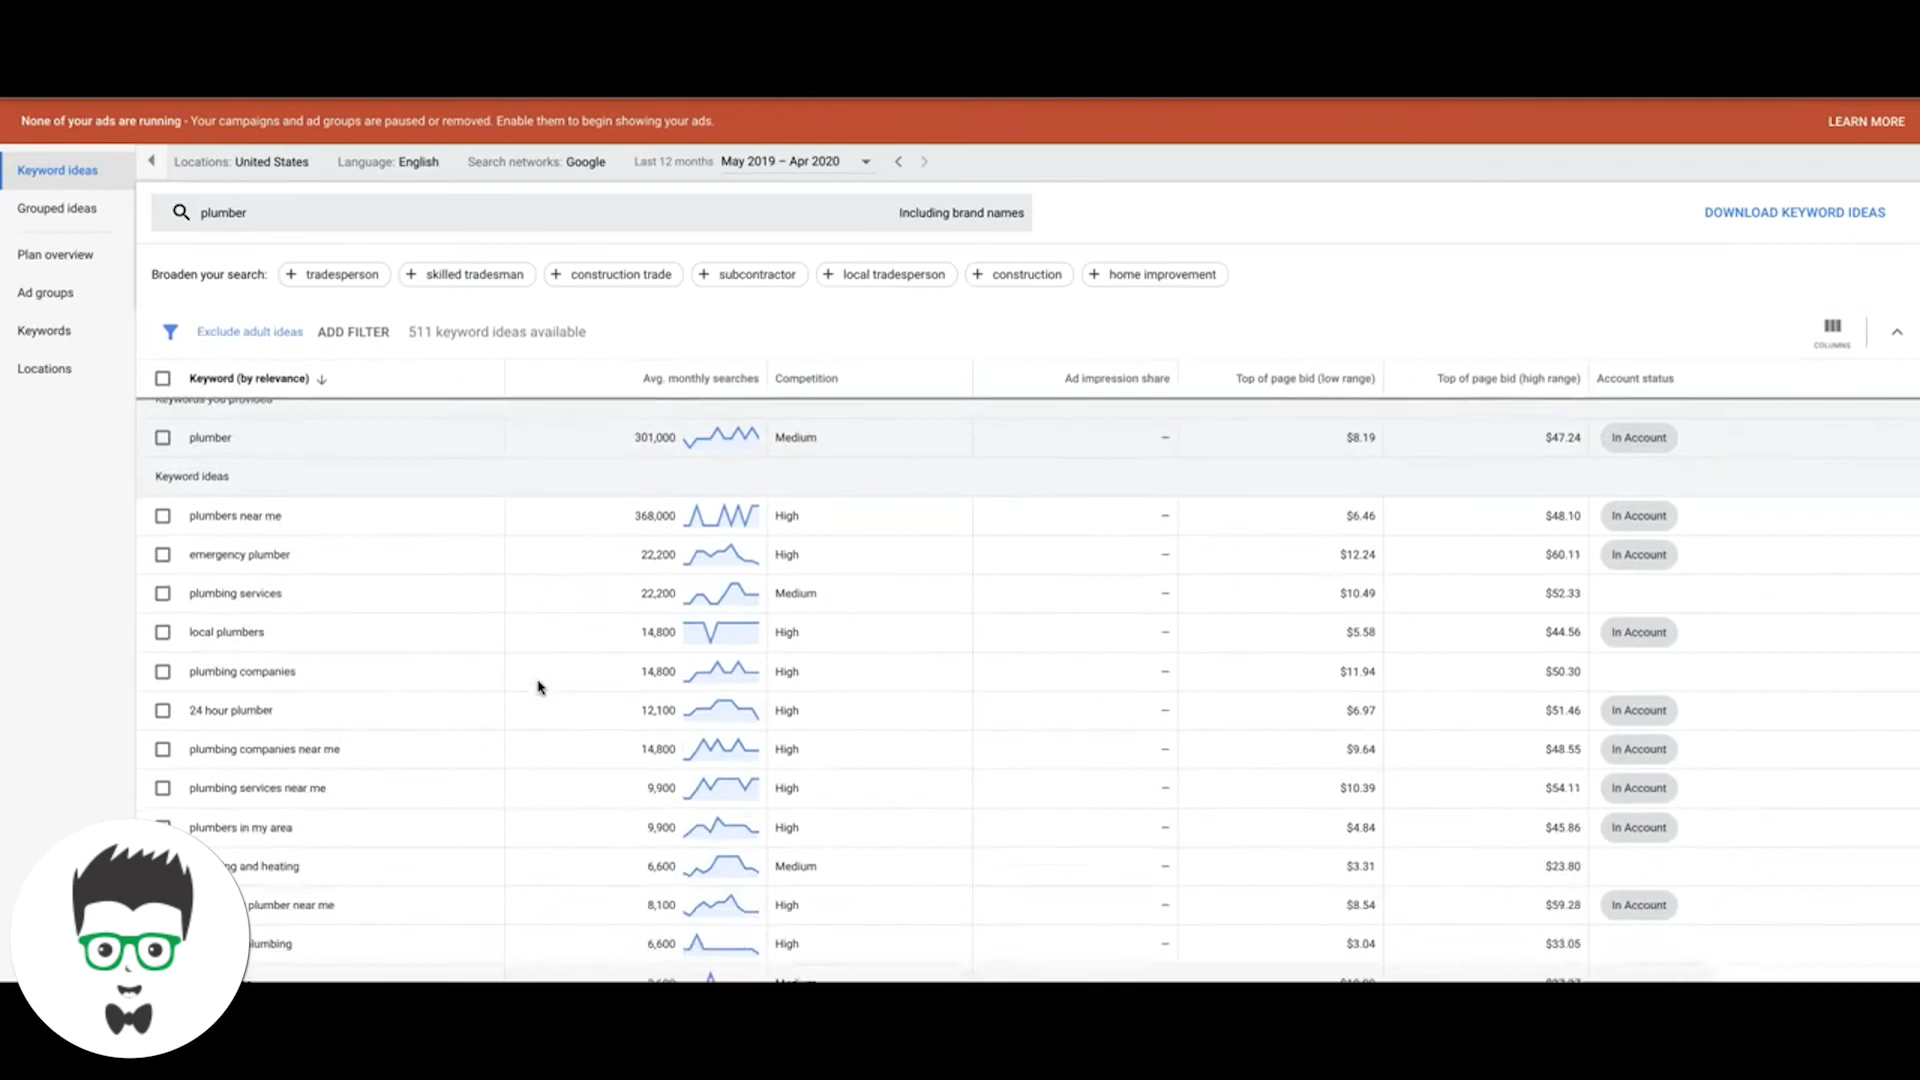 None of your ads are running - Your campaigns and ad groups are paused or removed. Enable them to begin showing your ads. LEARN MORE
Keyword ideas
Grouped ideas
Plan overview
Ad groups
Keywords
Locations
Locations: United States Language: English Search networks: Google Last 12 months May 2019 – Apr 2020
plumber Including brand names DOWNLOAD KEYWORD IDEAS
Broaden your search: + tradesperson + skilled tradesman + construction trade + subcontractor + local tradesperson + construction + home improvement
Exclude adult ideas ADD FILTER 511 keyword ideas available COLUMNS
Keyword (by relevance) Avg. monthly searches Competition Ad impression share Top of page bid (low range) Top of page bid (high range) Account status
Keywords you provided
plumber 301,000 Medium – $8.19 $47.24 In Account
Keyword ideas
plumbers near me 368,000 High – $6.46 $48.10 In Account
emergency plumber 22,200 High – $12.24 $60.11 In Account
plumbing services 22,200 Medium – $10.49 $52.33
local plumbers 14,800 High – $5.58 $44.56 In Account
plumbing companies 14,800 High – $11.94 $50.30
24 hour plumber 12,100 High – $6.97 $51.46 In Account
plumbing companies near me 14,800 High – $9.64 $48.55 In Account
plumbing services near me 9,900 High – $10.39 $54.11 In Account
plumbers in my area 9,900 High – $4.84 $45.86 In Account
ng and heating 6,600 Medium – $3.31 $23.80
plumber near me 8,100 High – $8.54 $59.28 In Account
lumbing 6,600 High – $3.04 $33.05